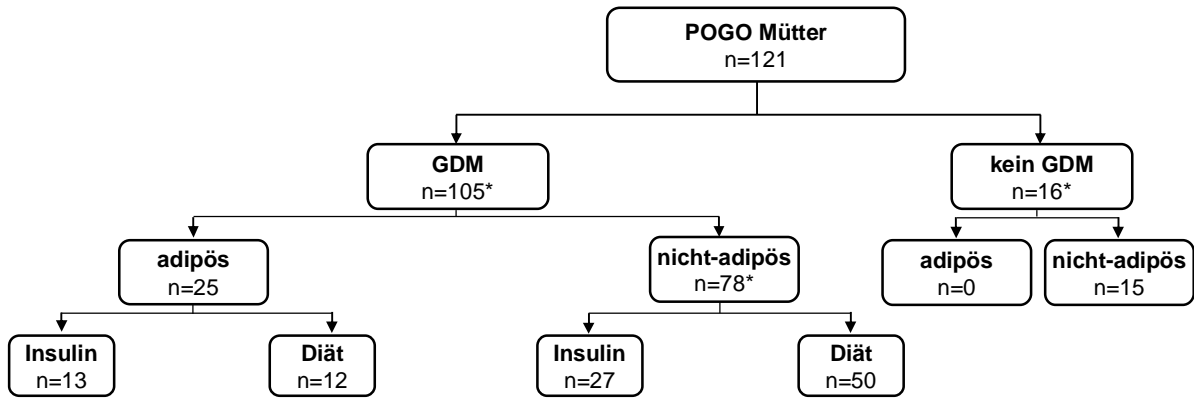 POGO Mütter
n=121
GDM
n=105*
kein GDM
n=16*
adipös
n=25
nicht-adipös
n=78*
adipös
n=0
nicht-adipös
n=15
Insulin
n=13
Diät
n=12
Insulin
n=27
Diät
n=50